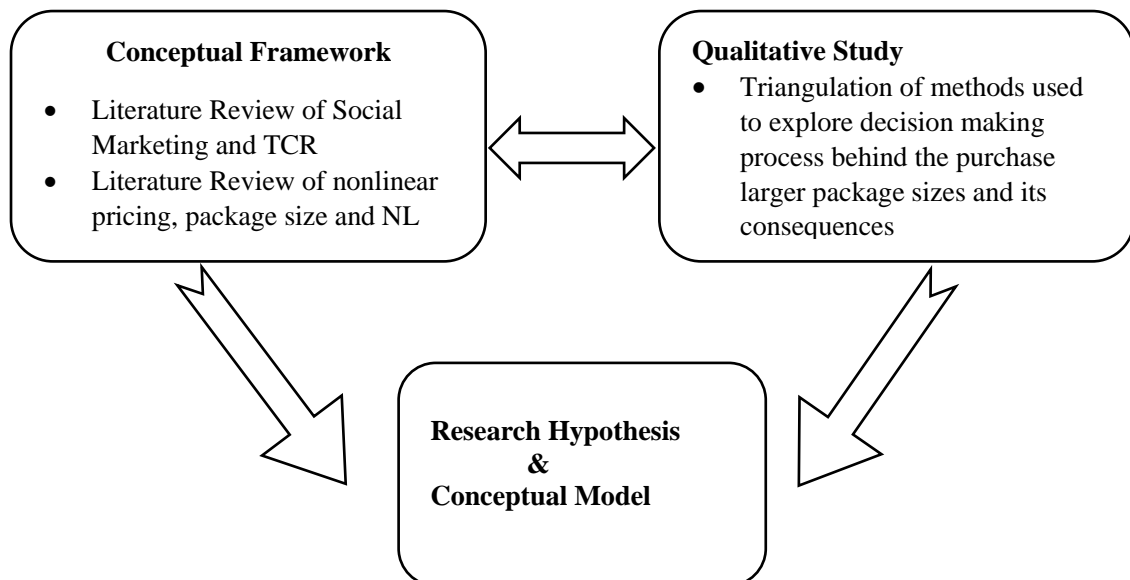 Conceptual Framework
• Literature Review of Social
Marketing and TCR
• Literature Review of nonlinear
pricing, package size and NL
Qualitative Study
• Triangulation of methods used
to explore decision making
process behind the purchase
larger package sizes and its
consequences
Research Hypothesis
&
Conceptual Model